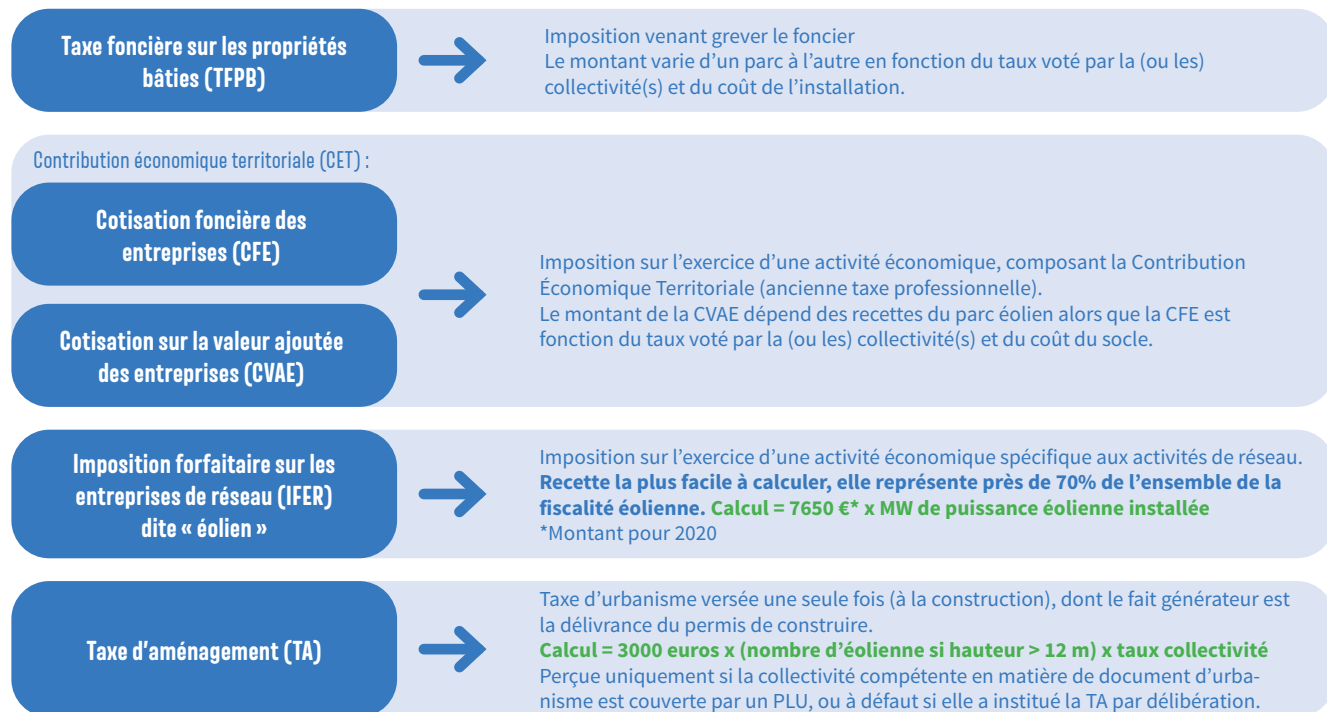 Taxe foncière sur les propriétés
bâties (TFPB)
Imposition venant grever le foncier
Le montant varie d’un parc à l’autre en fonction du taux voté par la (ou les)
collectivité(s) et du coût de l’installation.
Contribution économique territoriale (CET) :
Cotisation foncière des
entreprises (CFE)
Cotisation sur la valeur ajoutée
des entreprises (CVAE)
Imposition sur l’exercice d’une activité économique, composant la Contribution
Économique Territoriale (ancienne taxe professionnelle).
Le montant de la CVAE dépend des recettes du parc éolien alors que la CFE est
fonction du taux voté par la (ou les) collectivité(s) et du coût du socle.
Imposition forfaitaire sur les
entreprises de réseau (IFER)
dite « éolien »
Imposition sur l’exercice d’une activité économique spécifique aux activités de réseau.
Recette la plus facile à calculer, elle représente près de 70% de l’ensemble de la
fiscalité éolienne. Calcul = 7650 €* x MW de puissance éolienne installée
*Montant pour 2020
Taxe d’aménagement (TA)
Taxe d’urbanisme versée une seule fois (à la construction), dont le fait générateur est
la délivrance du permis de construire.
Calcul = 3000 euros x (nombre d’éolienne si hauteur > 12 m) x taux collectivité
Perçue uniquement si la collectivité compétente en matière de document d’urba-
nisme est couverte par un PLU, ou à défaut si elle a institué la TA par délibération.